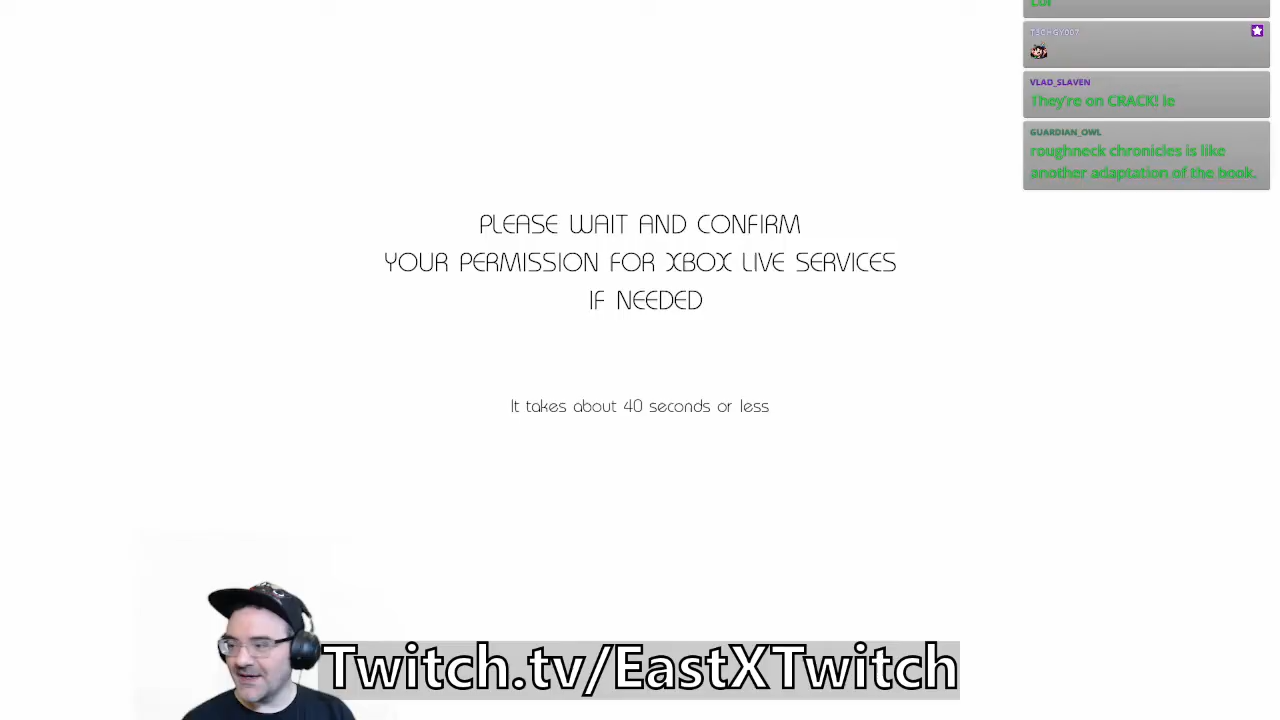 Lol
TSCHGY007
VLAD_SLAVEN
They're on CRACK! le
GUARDIAN_OWL
roughneck chronicles is like
another adaptation of the book.
PLEASE WAIT AND CONFIRM
YOUR PERMISSION FOR XBOX LIVE SERVICES
IF NEEDED
It takes about 40 seconds or less
Twitch.tv/EastXTwitch